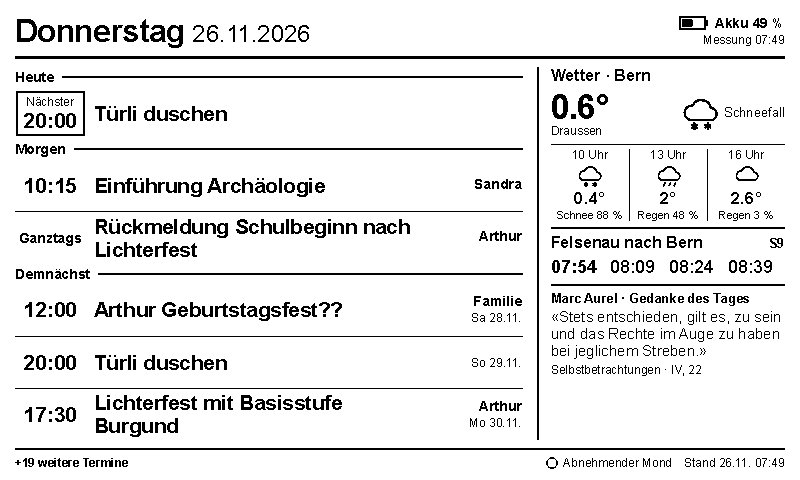 Donnerstag 26.11.2026
Akku 49 %
Messung 07:49
Heute
Nächster
20:00 Türli duschen
Morgen
10:15 Einführung Archäologie Sandra
Ganztags Rückmeldung Schulbeginn nach
Lichterfest Arthur
Demnächst
12:00 Arthur Geburtstagsfest?? Familie
Sa 28.11.
20:00 Türli duschen So 29.11.
17:30 Lichterfest mit Basisstufe
Burgund Arthur
Mo 30.11.
+19 weitere Termine
Wetter · Bern
0.6° Schneefall
Draussen
10 Uhr 13 Uhr 16 Uhr
0.4° 2° 2.6°
Schnee 88 % Regen 48 % Regen 3 %
Felsenau nach Bern S9
07:54 08:09 08:24 08:39
Marc Aurel · Gedanke des Tages
«Stets entschieden, gilt es, zu sein
und das Rechte im Auge zu haben
bei jeglichem Streben.»
Selbstbetrachtungen · IV, 22
Abnehmender Mond Stand 26.11. 07:49